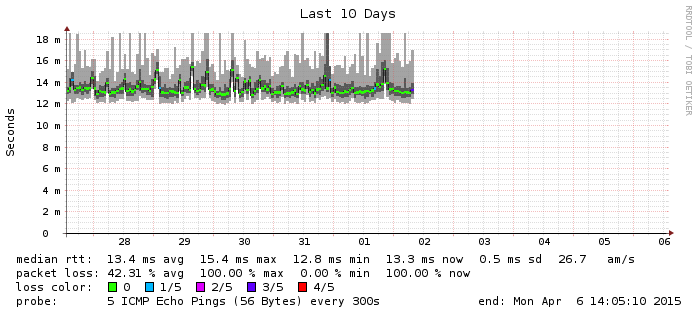 Last 10 Days
RRDTOOL / TOBI OETIKER
Seconds
18 m
16 m
14 m
12 m
10 m
8 m
6 m
4 m
2 m
0
28 29 30 31 01 02 03 04 05 06
median rtt: 13.4 ms avg 15.4 ms max 12.8 ms min 13.3 ms now 0.5 ms sd 26.7 am/s
packet loss: 42.31 % avg 100.00 % max 0.00 % min 100.00 % now
loss color: 0 1/5 2/5 3/5 4/5
probe: 5 ICMP Echo Pings (56 Bytes) every 300s end: Mon Apr 6 14:05:10 2015